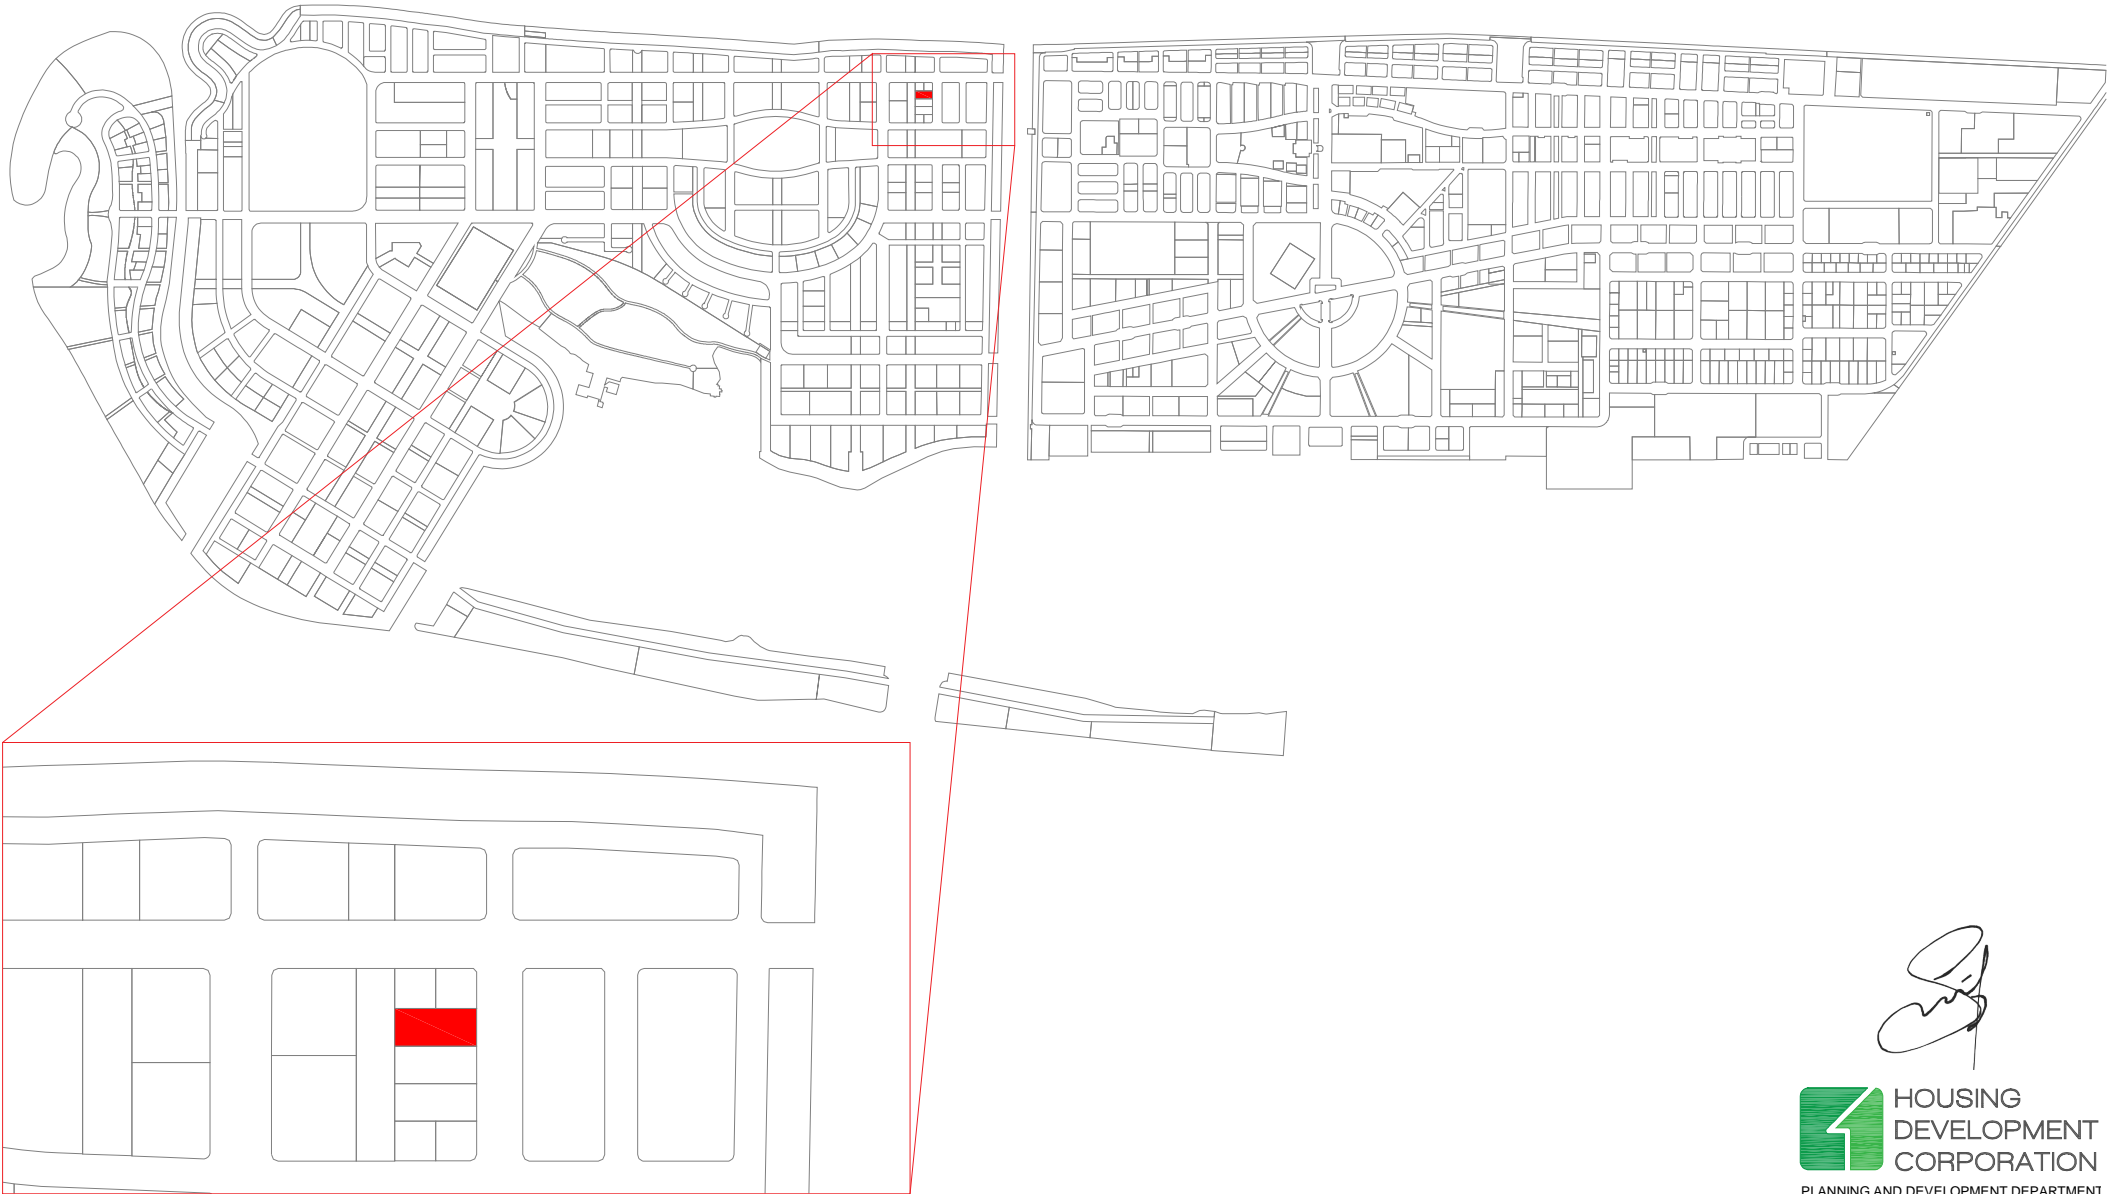 HOUSING
DEVELOPMENT
CORPORATION
PLANNING AND DEVELOPMENT DEPARTMENT